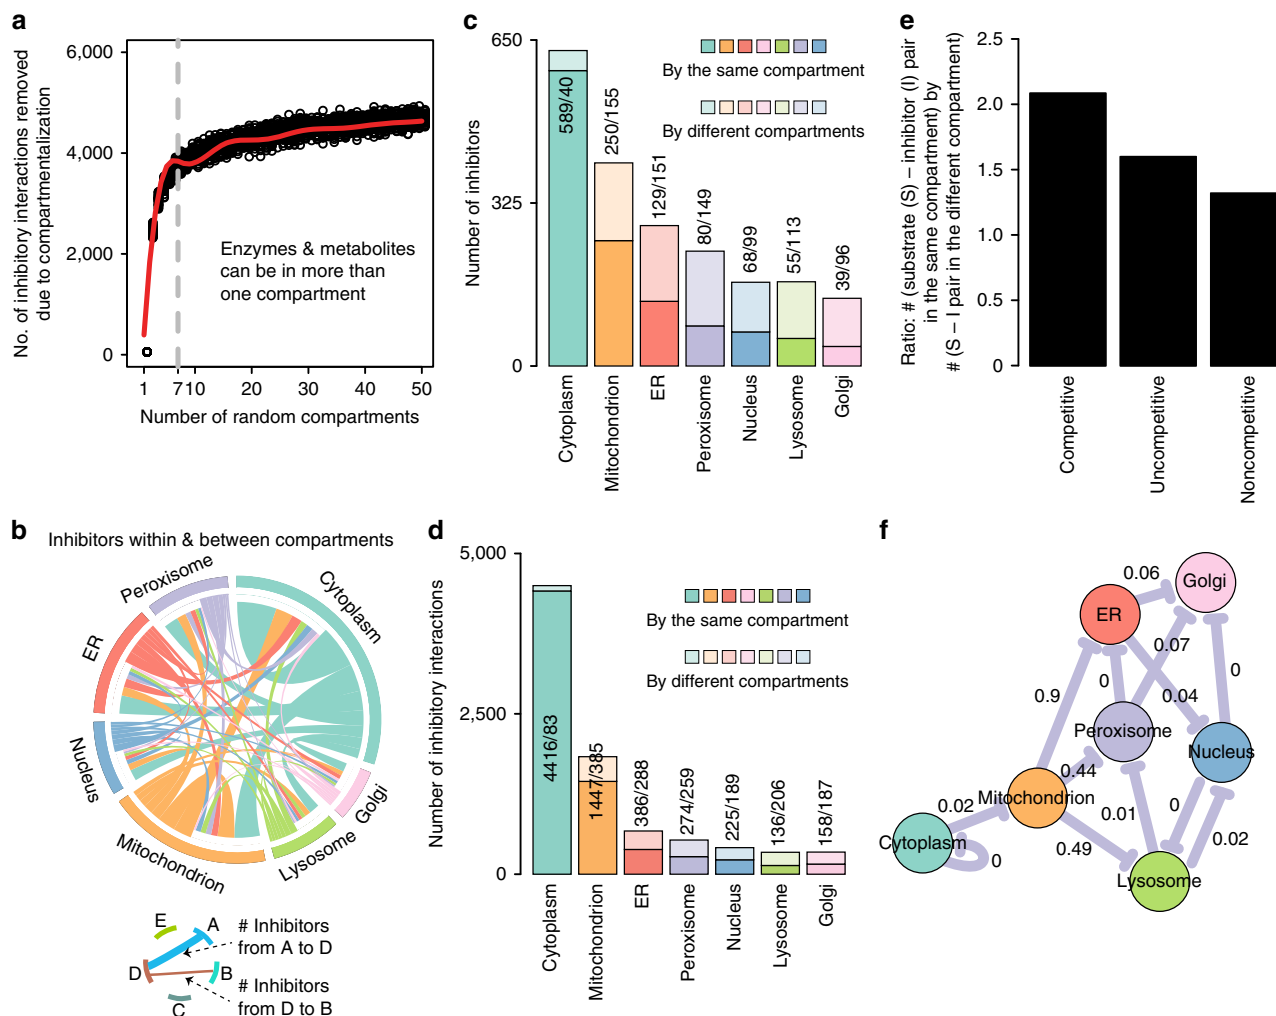 a
No. of inhibitory interactions removed
due to compartmentalization
6,000
4,000
2,000
0
Enzymes & metabolites
can be in more than
one compartment
1 7 10 20 30 40 50
Number of random compartments
b
Inhibitors within & between compartments
Peroxisome
Cytoplasm
ER
Nucleus
Mitochondrion
Lysosome
Golgi
E
A
D
B
C
# Inhibitors
from A to D
# Inhibitors
from D to B
c
Number of inhibitors
650
325
0
By the same compartment
By different compartments
589/40
250/155
129/151
80/149
68/99
55/113
39/96
Cytoplasm
Mitochondrion
ER
Peroxisome
Nucleus
Lysosome
Golgi
d
Number of inhibitory interactions
5,000
2,500
0
By the same compartment
By different compartments
4416/83
1447/385
386/288
274/259
225/189
136/206
158/187
Cytoplasm
Mitochondrion
ER
Peroxisome
Nucleus
Lysosome
Golgi
e
Ratio: # (substrate (S) – inhibitor (I) pair
in the same compartment) by
# (S – I pair in the different compartment)
2.5
2.0
1.5
1.0
0.5
0
Competitive
Uncompetitive
Noncompetitive
f
0.06
Golgi
ER
0.07
0.9
0
0.04
0
Peroxisome
Nucleus
0.44
Mitochondrion
0.02
0.01
0
0.02
Cytoplasm
0
0.49
Lysosome